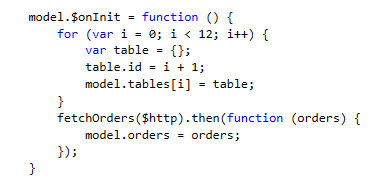 model.$onInit = function () {
    for (var i = 0; i < 12; i++) {
        var table = {};
        table.id = i + 1;
        model.tables[i] = table;
    }
    fetchOrders($http).then(function (orders) {
        model.orders = orders;
    });
}